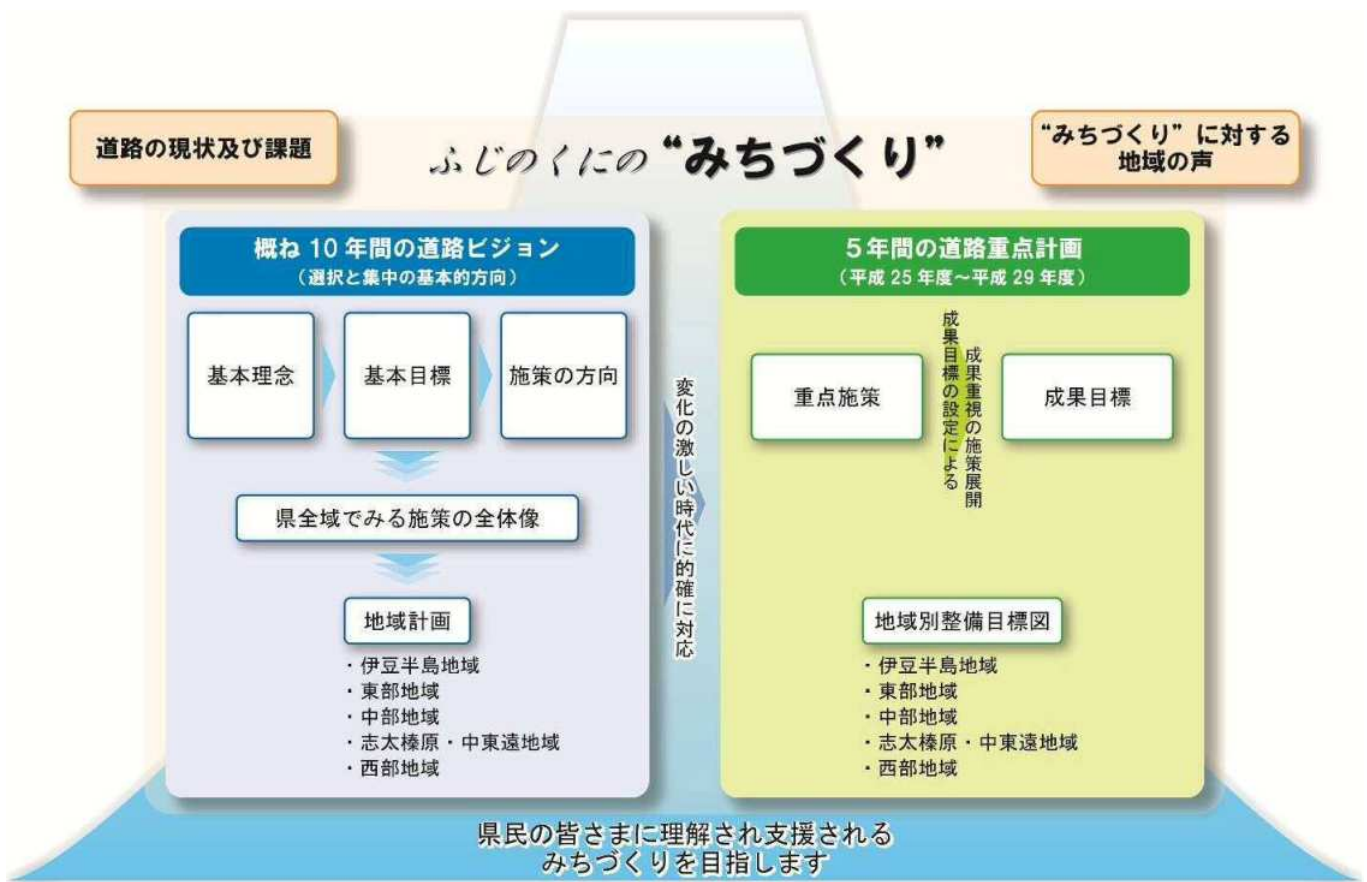 道路の現状及び課題
ふじのくにの“みちづくり”
“みちづくり”に対する
地域の声
概ね 10 年間の道路ビジョン
（選択と集中の基本的方向）
基本理念
基本目標
施策の方向
県全域でみる施策の全体像
地域計画
・伊豆半島地域
・東部地域
・中部地域
・志太榛原・中東遠地域
・西部地域
変化の激しい時代に的確に対応
５年間の道路重点計画
（平成 25 年度～平成 29 年度）
重点施策
成果目標の設定による
成果重視の施策展開
成果目標
地域別整備目標図
・伊豆半島地域
・東部地域
・中部地域
・志太榛原・中東遠地域
・西部地域
県民の皆さまに理解され支援される
みちづくりを目指します